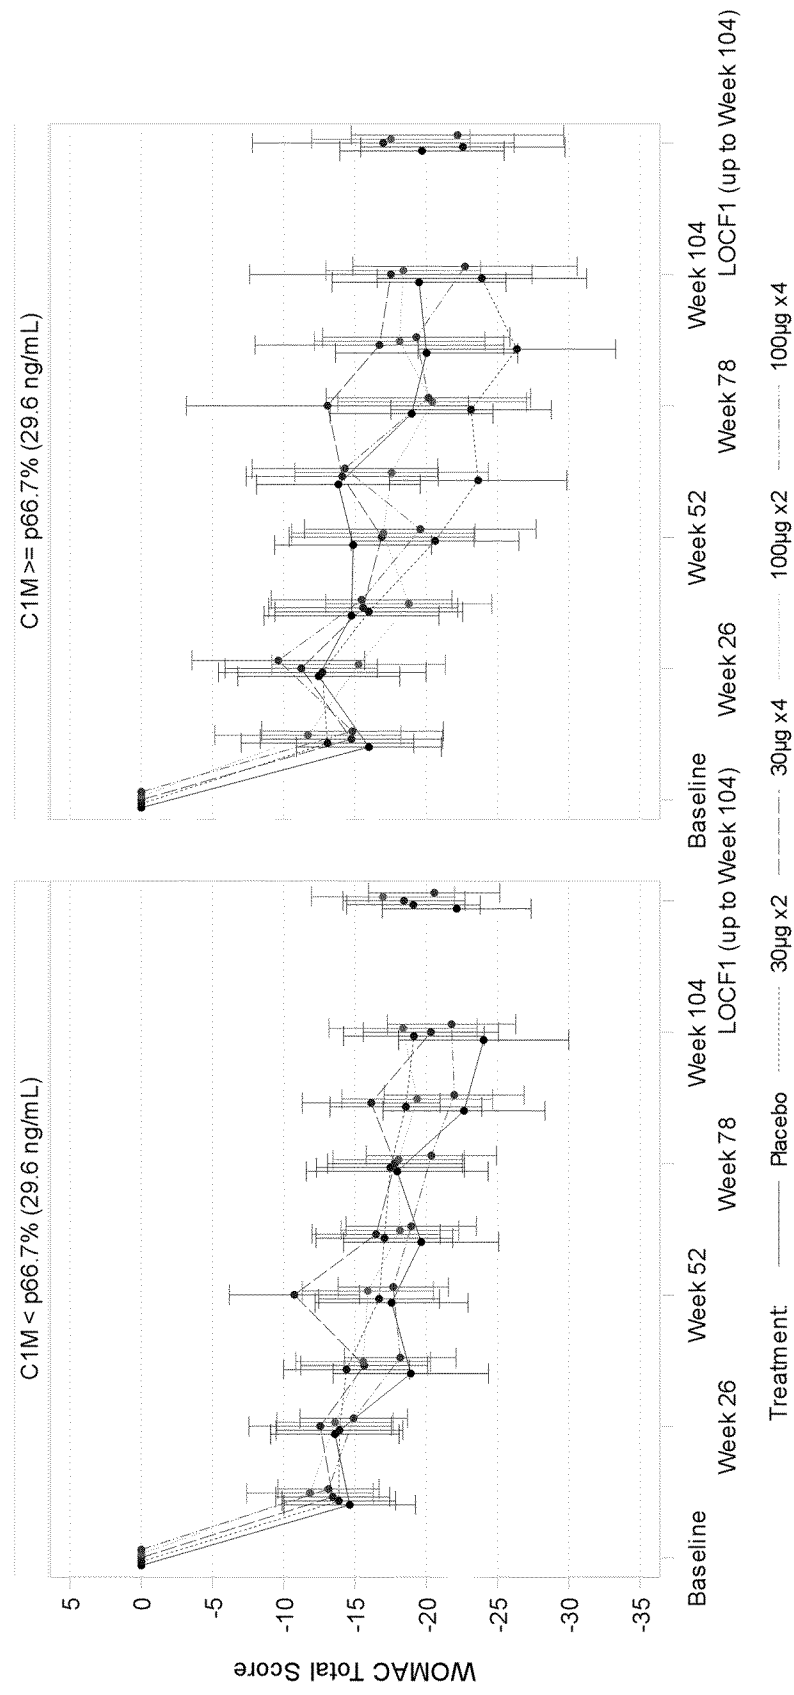 C1M < p66.7% (29.6 ng/mL)
C1M >= p66.7% (29.6 ng/mL)
WOMAC Total Score
5
0
-5
-10
-15
-20
-25
-30
-35
Baseline
Week 26
Week 52
Week 78
Week 104
LOCF1 (up to Week 104)
Baseline
Week 26
Week 52
Week 78
Week 104
LOCF1 (up to Week 104)
Treatment: Placebo 30µg x2 30µg x4 100µg x2 100µg x4